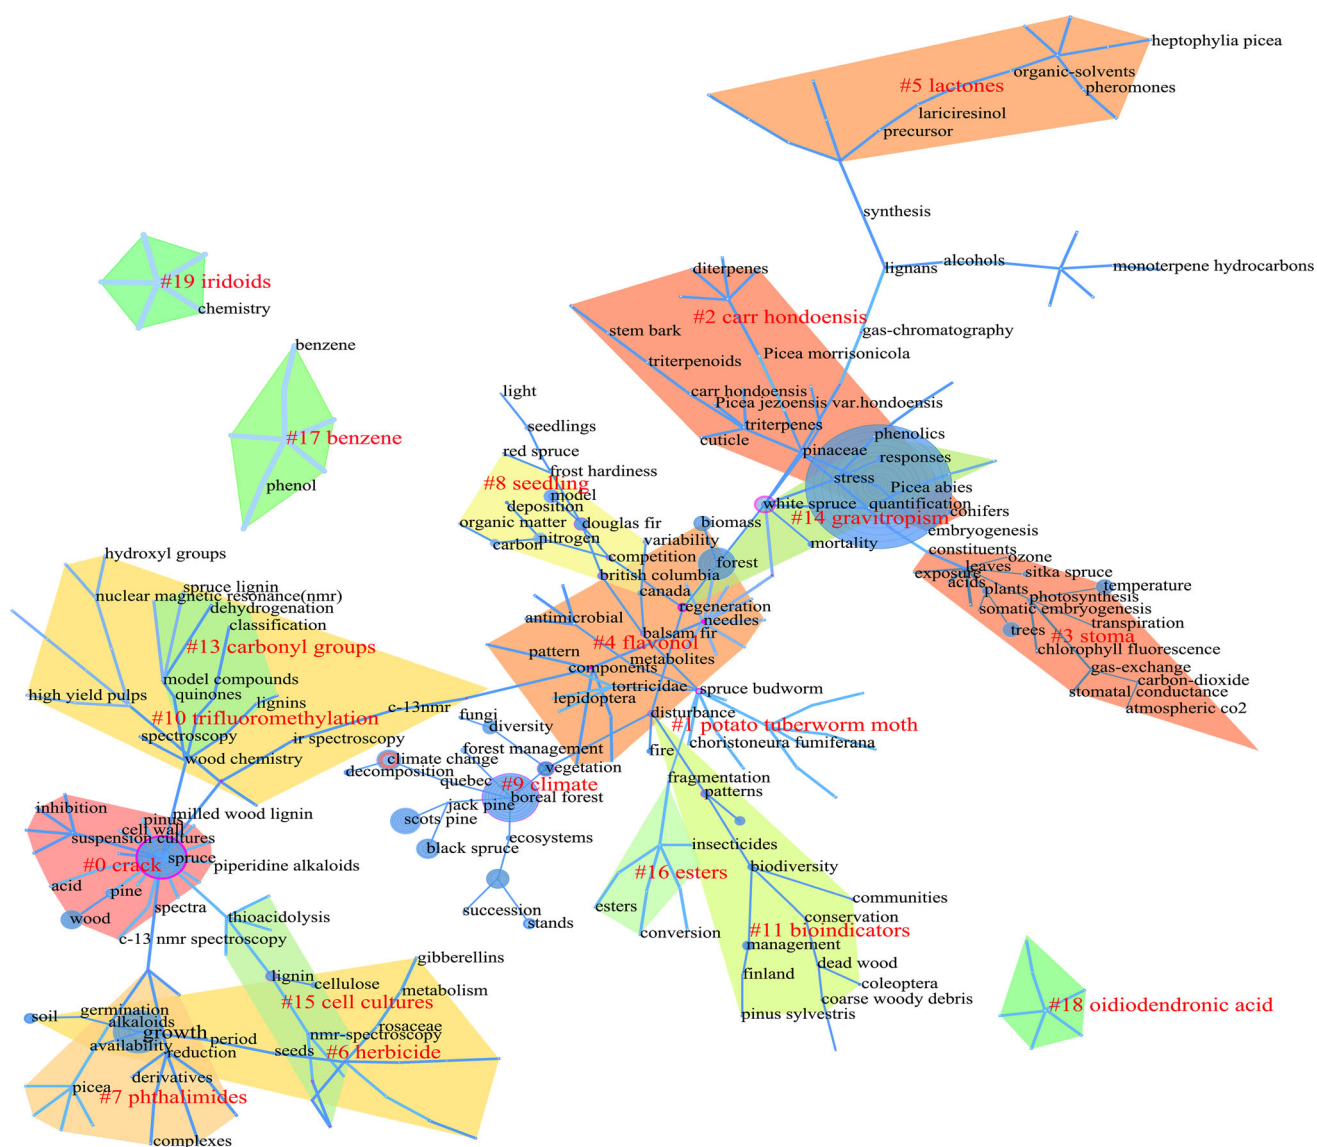 heptophylia picea
organic-solvents
#5 lactones
pheromones
lariciresinol
precursor
synthesis
lignans
alcohols
monoterpene hydrocarbons
diterpenes
#19 iridoids
chemistry
#2 carr hondoensis
gas-chromatography
stem bark
benzene
Picea morrisonicola
triterpenoids
light
carr hondoensis
Picea jezoensis var.hondoensis
seedlings
triterpenes
#17 benzene
cuticle
phenolics
red spruce
pinaceae
responses
frost hardiness
#8 seedling
stress
phenol
model
Picea abies
deposition
white spruce
quantification
conifers
organic matter
douglas fir
biomass
#14 gravitropism
embryogenesis
nitrogen
variability
carbon
mortality
constituents
hydroxyl groups
competition
forest
ozone
leaves
spruce lignin
british columbia
exposure
sitka spruce
acids
nuclear magnetic resonance(nmr)
canada
plants
temperature
dehydrogenation
photosynthesis
regeneration
somatic embryogenesis
classification
antimicrobial
needles
transpiration
#13 carbonyl groups
#4 flavonol
balsam fir
trees
#3 stoma
pattern
metabolites
chlorophyll fluorescence
components
gas-exchange
model compounds
tortricidae
spruce budworm
carbon-dioxide
high yield pulps
quinones
lignins
lepidoptera
stomatal conductance
c-13nmr
fungi
disturbance
atmospheric co2
#10 trifluoromethylation
diversity
#1 potato tuberworm moth
spectroscopy
ir spectroscopy
forest management
fire
choristoneura fumiferana
wood chemistry
climate change
decomposition
vegetation
quebec
#9 climate
fragmentation
boreal forest
patterns
inhibition
milled wood lignin
jack pine
pinus
scots pine
cell wall
suspension cultures
ecosystems
insecticides
black spruce
spruce
#0 crack
piperidine alkaloids
biodiversity
#16 esters
acid
pine
communities
spectra
succession
esters
wood
thioacidolysis
stands
conservation
c-13 nmr spectroscopy
conversion
#11 bioindicators
management
gibberellins
dead wood
lignin
finland
cellulose
coleoptera
metabolism
#15 cell cultures
coarse woody debris
#18 oidiodendronic acid
germination
soil
pinus sylvestris
alkaloids
rosaceae
growth
nmr-spectroscopy
period
availability
reduction
seeds
#6 herbicide
derivatives
picea
#7 phthalimides
complexes